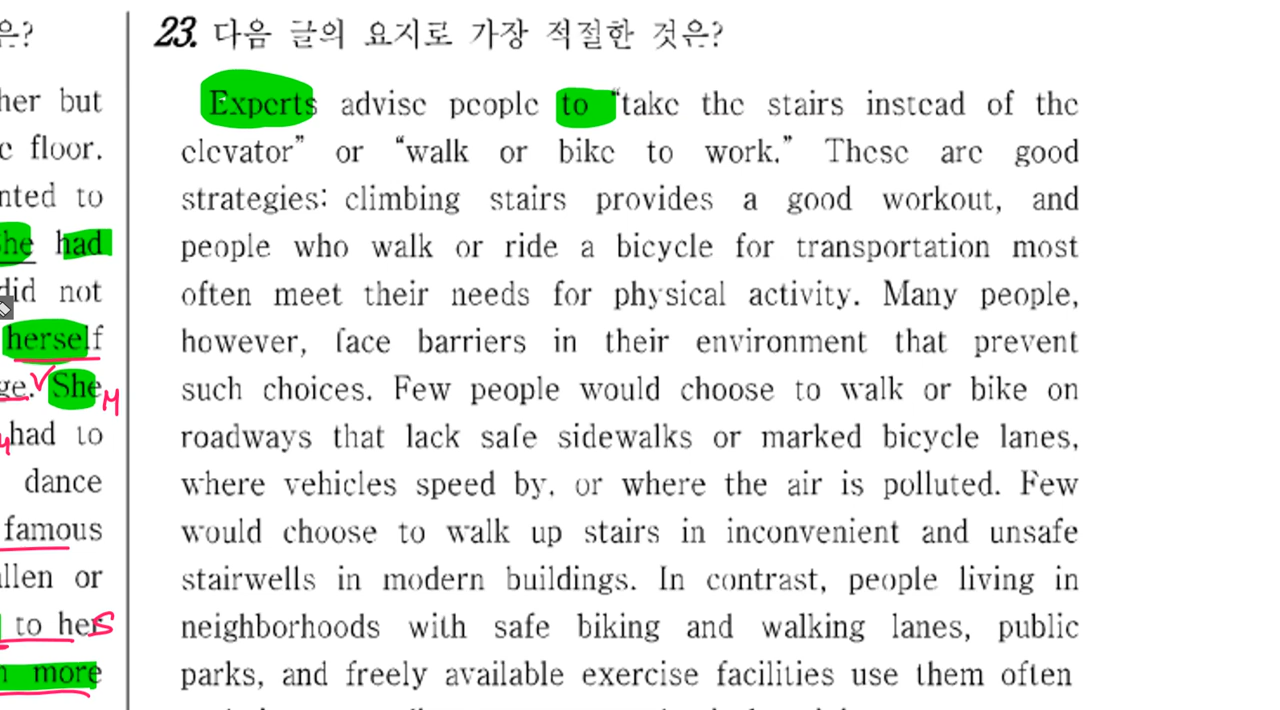 은?
her but
floor.
nted to
she had
did not
herself
ge. She M
had to
dance
famous
llen or
to her S
more
23. 다음 글의 요지로 가장 적절한 것은?
Experts advise people to “take the stairs instead of the
elevator” or “walk or bike to work.” These are good
strategies: climbing stairs provides a good workout, and
people who walk or ride a bicycle for transportation most
often meet their needs for physical activity. Many people,
however, face barriers in their environment that prevent
such choices. Few people would choose to walk or bike on
roadways that lack safe sidewalks or marked bicycle lanes,
where vehicles speed by, or where the air is polluted. Few
would choose to walk up stairs in inconvenient and unsafe
stairwells in modern buildings. In contrast, people living in
neighborhoods with safe biking and walking lanes, public
parks, and freely available exercise facilities use them often